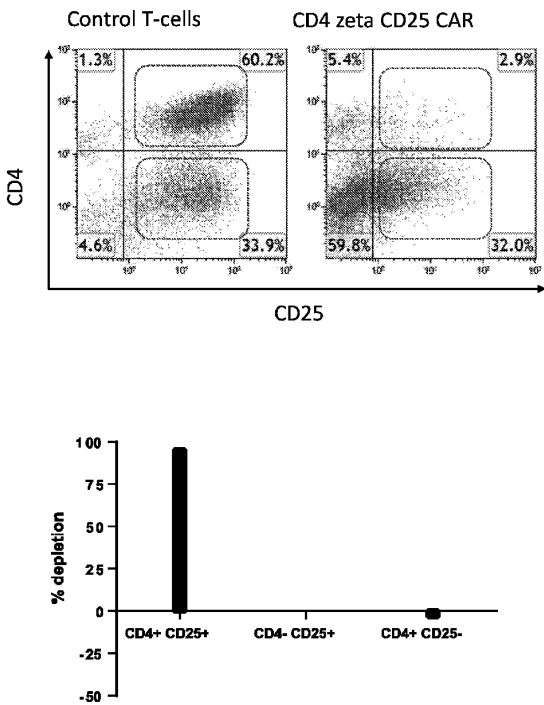 Control T-cells
CD4 zeta CD25 CAR
1.3%
60.2%
5.4%
2.9%
CD4
4.6%
33.9%
59.8%
32.0%
CD25
100
75
50
25
0
-25
-50
% depletion
CD4+ CD25+
CD4- CD25+
CD4+ CD25-